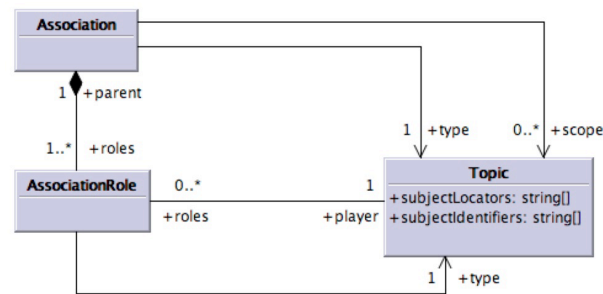 Association
1 +parent
1 +type
0..* +scope
1..* +roles
AssociationRole
0..* 1
+roles +player
Topic
+subjectLocators: string[]
+subjectIdentifiers: string[]
1 +type